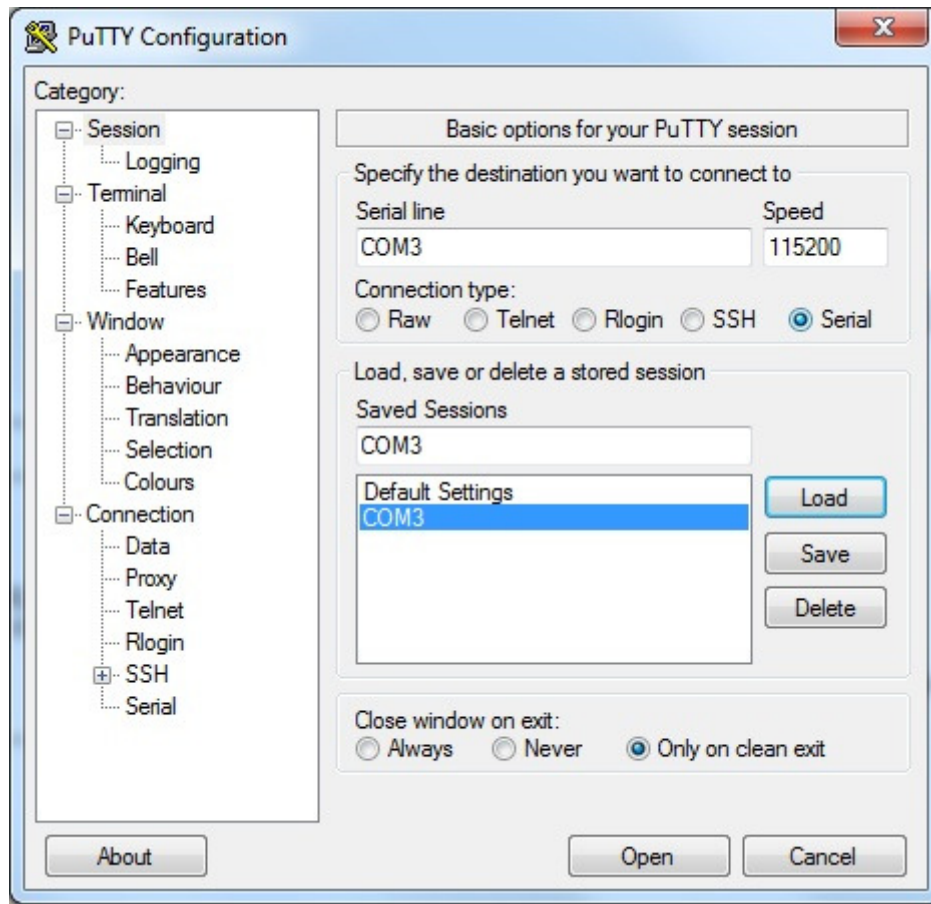 PuTTY Configuration
Category:
Session
Logging
Terminal
Keyboard
Bell
Features
Window
Appearance
Behaviour
Translation
Selection
Colours
Connection
Data
Proxy
Telnet
Rlogin
SSH
Serial
Basic options for your PuTTY session
Specify the destination you want to connect to
Serial line Speed
COM3 115200
Connection type:
Raw Telnet Rlogin SSH Serial
Load, save or delete a stored session
Saved Sessions
COM3
Default Settings
COM3
Load
Save
Delete
Close window on exit:
Always Never Only on clean exit
About Open Cancel